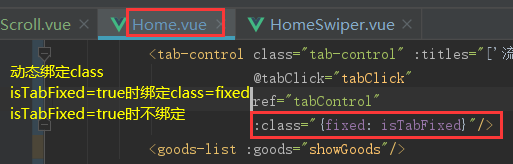 Scroll.vue Home.vue HomeSwiper.vue
<tab-control class="tab-control" :titles="['流
动态绑定class
@tabClick="tabClick"
isTabFixed=true时绑定class=fixed
ref="tabControl"
isTabFixed=true时不绑定
:class="{fixed: isTabFixed}"/>
<goods-list :goods="showGoods"/>